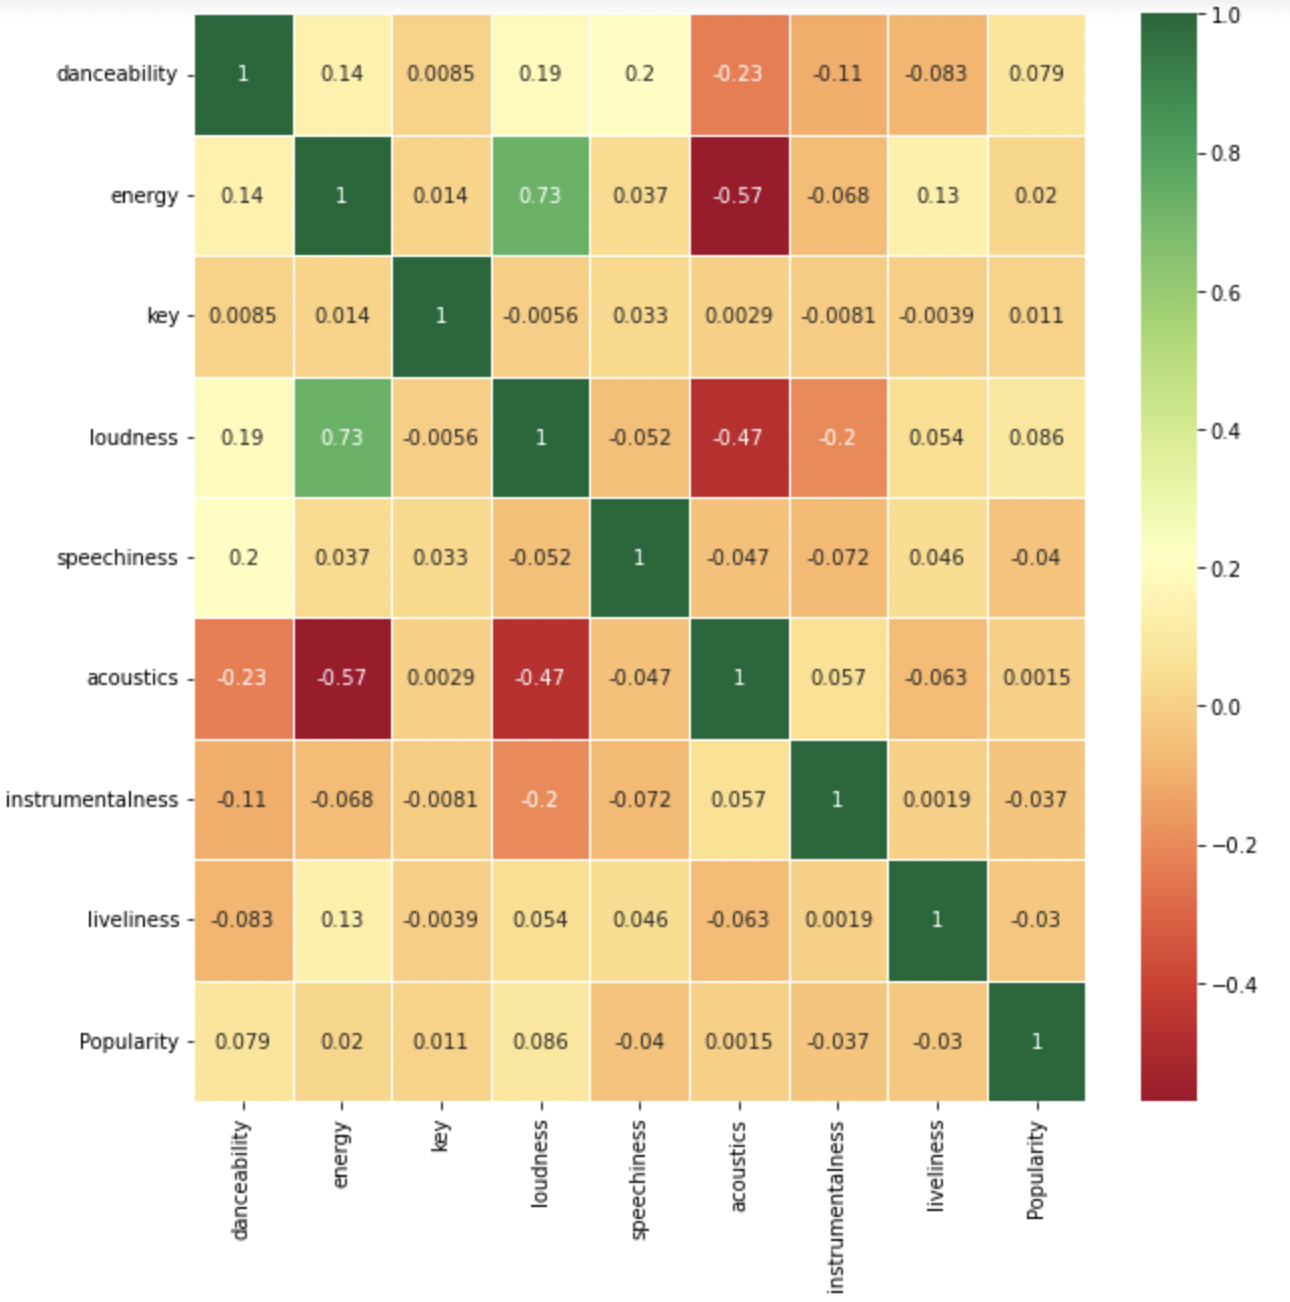 danceability 1 0.14 0.0085 0.19 0.2 -0.23 -0.11 -0.083 0.079
energy 0.14 1 0.014 0.73 0.037 -0.57 -0.068 0.13 0.02
key 0.0085 0.014 1 -0.0056 0.033 0.0029 -0.0081 -0.0039 0.011
loudness 0.19 0.73 -0.0056 1 -0.052 -0.47 -0.2 0.054 0.086
speechiness 0.2 0.037 0.033 -0.052 1 -0.047 -0.072 0.046 -0.04
acoustics -0.23 -0.57 0.0029 -0.47 -0.047 1 0.057 -0.063 0.0015
instrumentalness -0.11 -0.068 -0.0081 -0.2 -0.072 0.057 1 0.0019 -0.037
liveliness -0.083 0.13 -0.0039 0.054 0.046 -0.063 0.0019 1 -0.03
Popularity 0.079 0.02 0.011 0.086 -0.04 0.0015 -0.037 -0.03 1
danceability
energy
key
loudness
speechiness
acoustics
instrumentalness
liveliness
Popularity
1.0
0.8
0.6
0.4
0.2
0.0
−0.2
−0.4